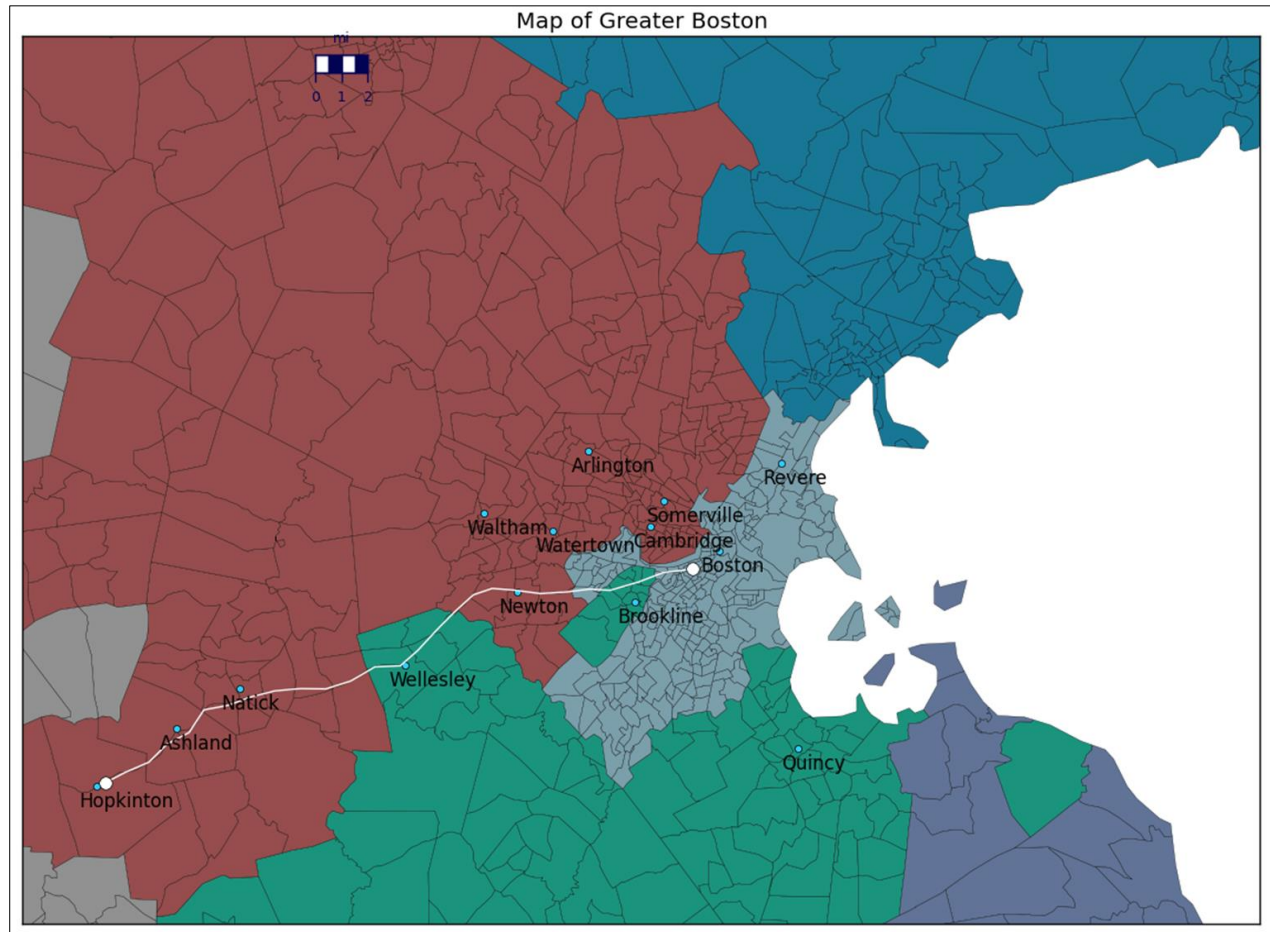 Map of Greater Boston
mi
0 1 2
Arlington
Revere
Somerville
Waltham
Cambridge
Watertown
Boston
Newton
Brookline
Wellesley
Natick
Ashland
Quincy
Hopkinton